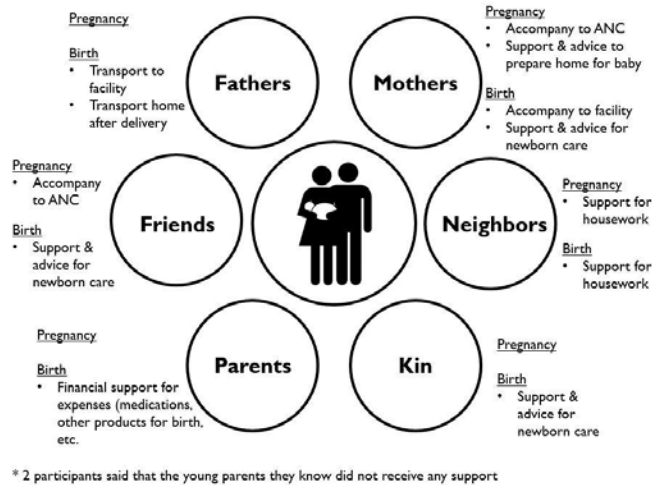 Pregnancy
Birth
• Transport to
facility
• Transport home
after delivery
Fathers
Mothers
Pregnancy
• Accompany to ANC
• Support & advice to
prepare home for baby
Birth
• Accompany to facility
• Support & advice for
newborn care
Pregnancy
• Accompany
to ANC
Birth
• Support &
advice for
newborn care
Friends
Neighbors
Pregnancy
• Support for
housework
Birth
• Support for
housework
Pregnancy
Birth
• Financial support for
expenses (medications,
other products for birth,
etc.
Parents
Kin
Pregnancy
Birth
• Support &
advice for
newborn care
* 2 participants said that the young parents they know did not receive any support